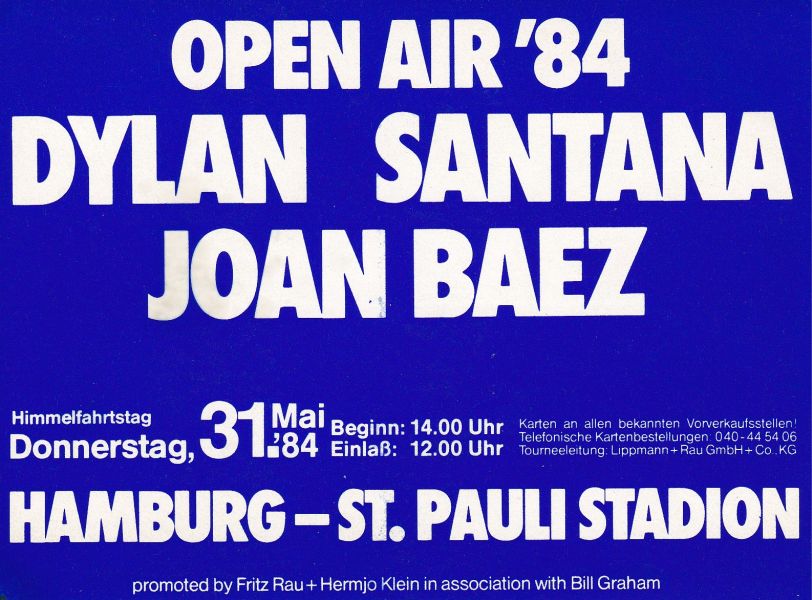 OPEN AIR '84
DYLAN SANTANA
JOAN BAEZ
Himmelfahrtstag
Donnerstag, 31. Mai '84
Beginn: 14.00 Uhr
Einlaß: 12.00 Uhr
Karten an allen bekannten Vorverkaufsstellen!
Telefonische Kartenbestellungen: 040-44 54 06
Tourneeleitung: Lippmann+Rau GmbH+Co. KG
HAMBURG – ST. PAULI STADION
promoted by Fritz Rau+Hermjo Klein in association with Bill Graham